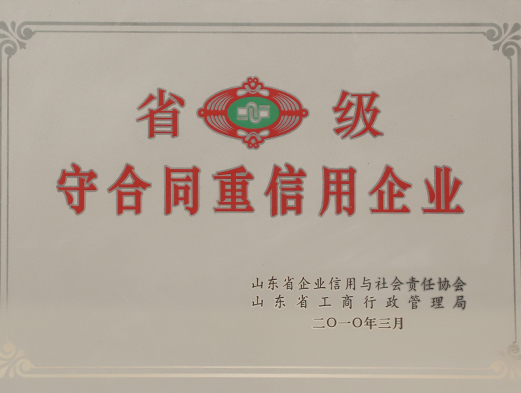 省 级
守合同重信用企业
山东省企业信用与社会责任协会
山东省工商行政管理局
二〇一〇年三月